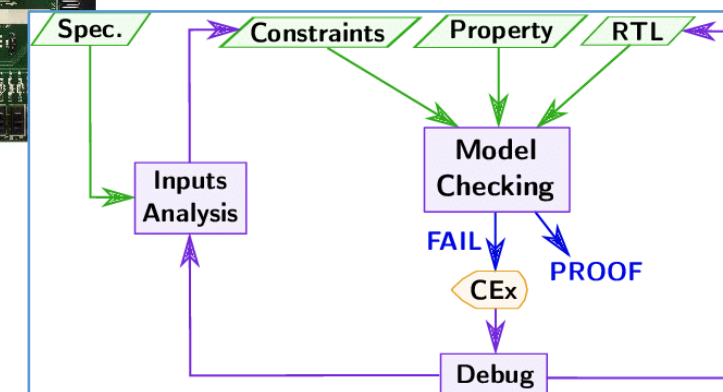 Spec.
Constraints
Property
RTL
Model
Checking
Inputs
Analysis
FAIL
PROOF
CEx
Debug